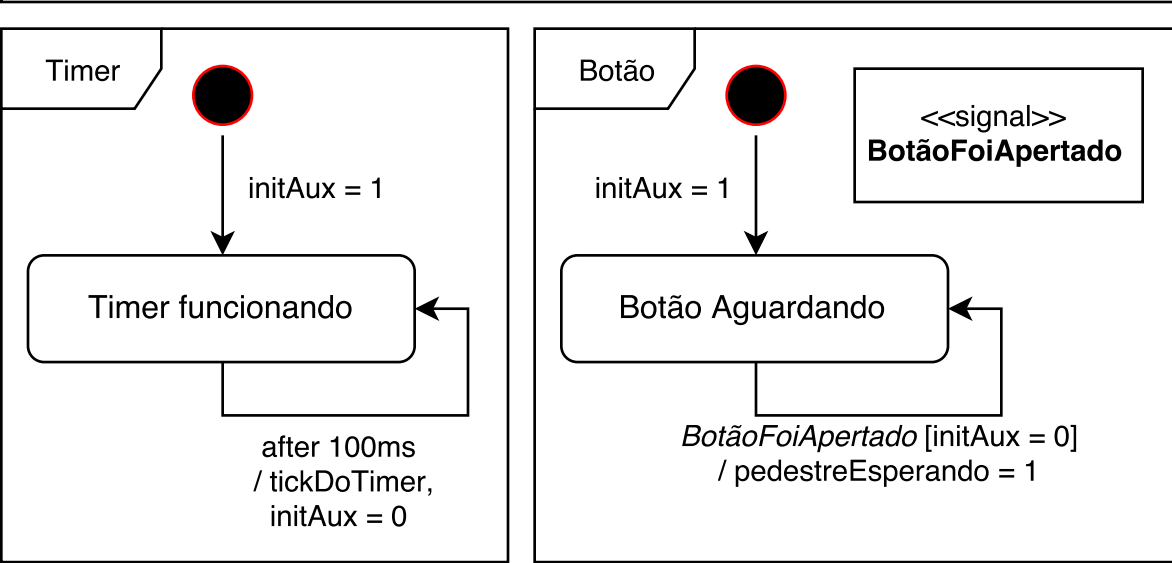 Timer
initAux = 1
Timer funcionando
after 100ms
/ tickDoTimer,
initAux = 0
Botão
<<signal>>
BotãoFoiApertado
initAux = 1
Botão Aguardando
BotãoFoiApertado [initAux = 0]
/ pedestreEsperando = 1